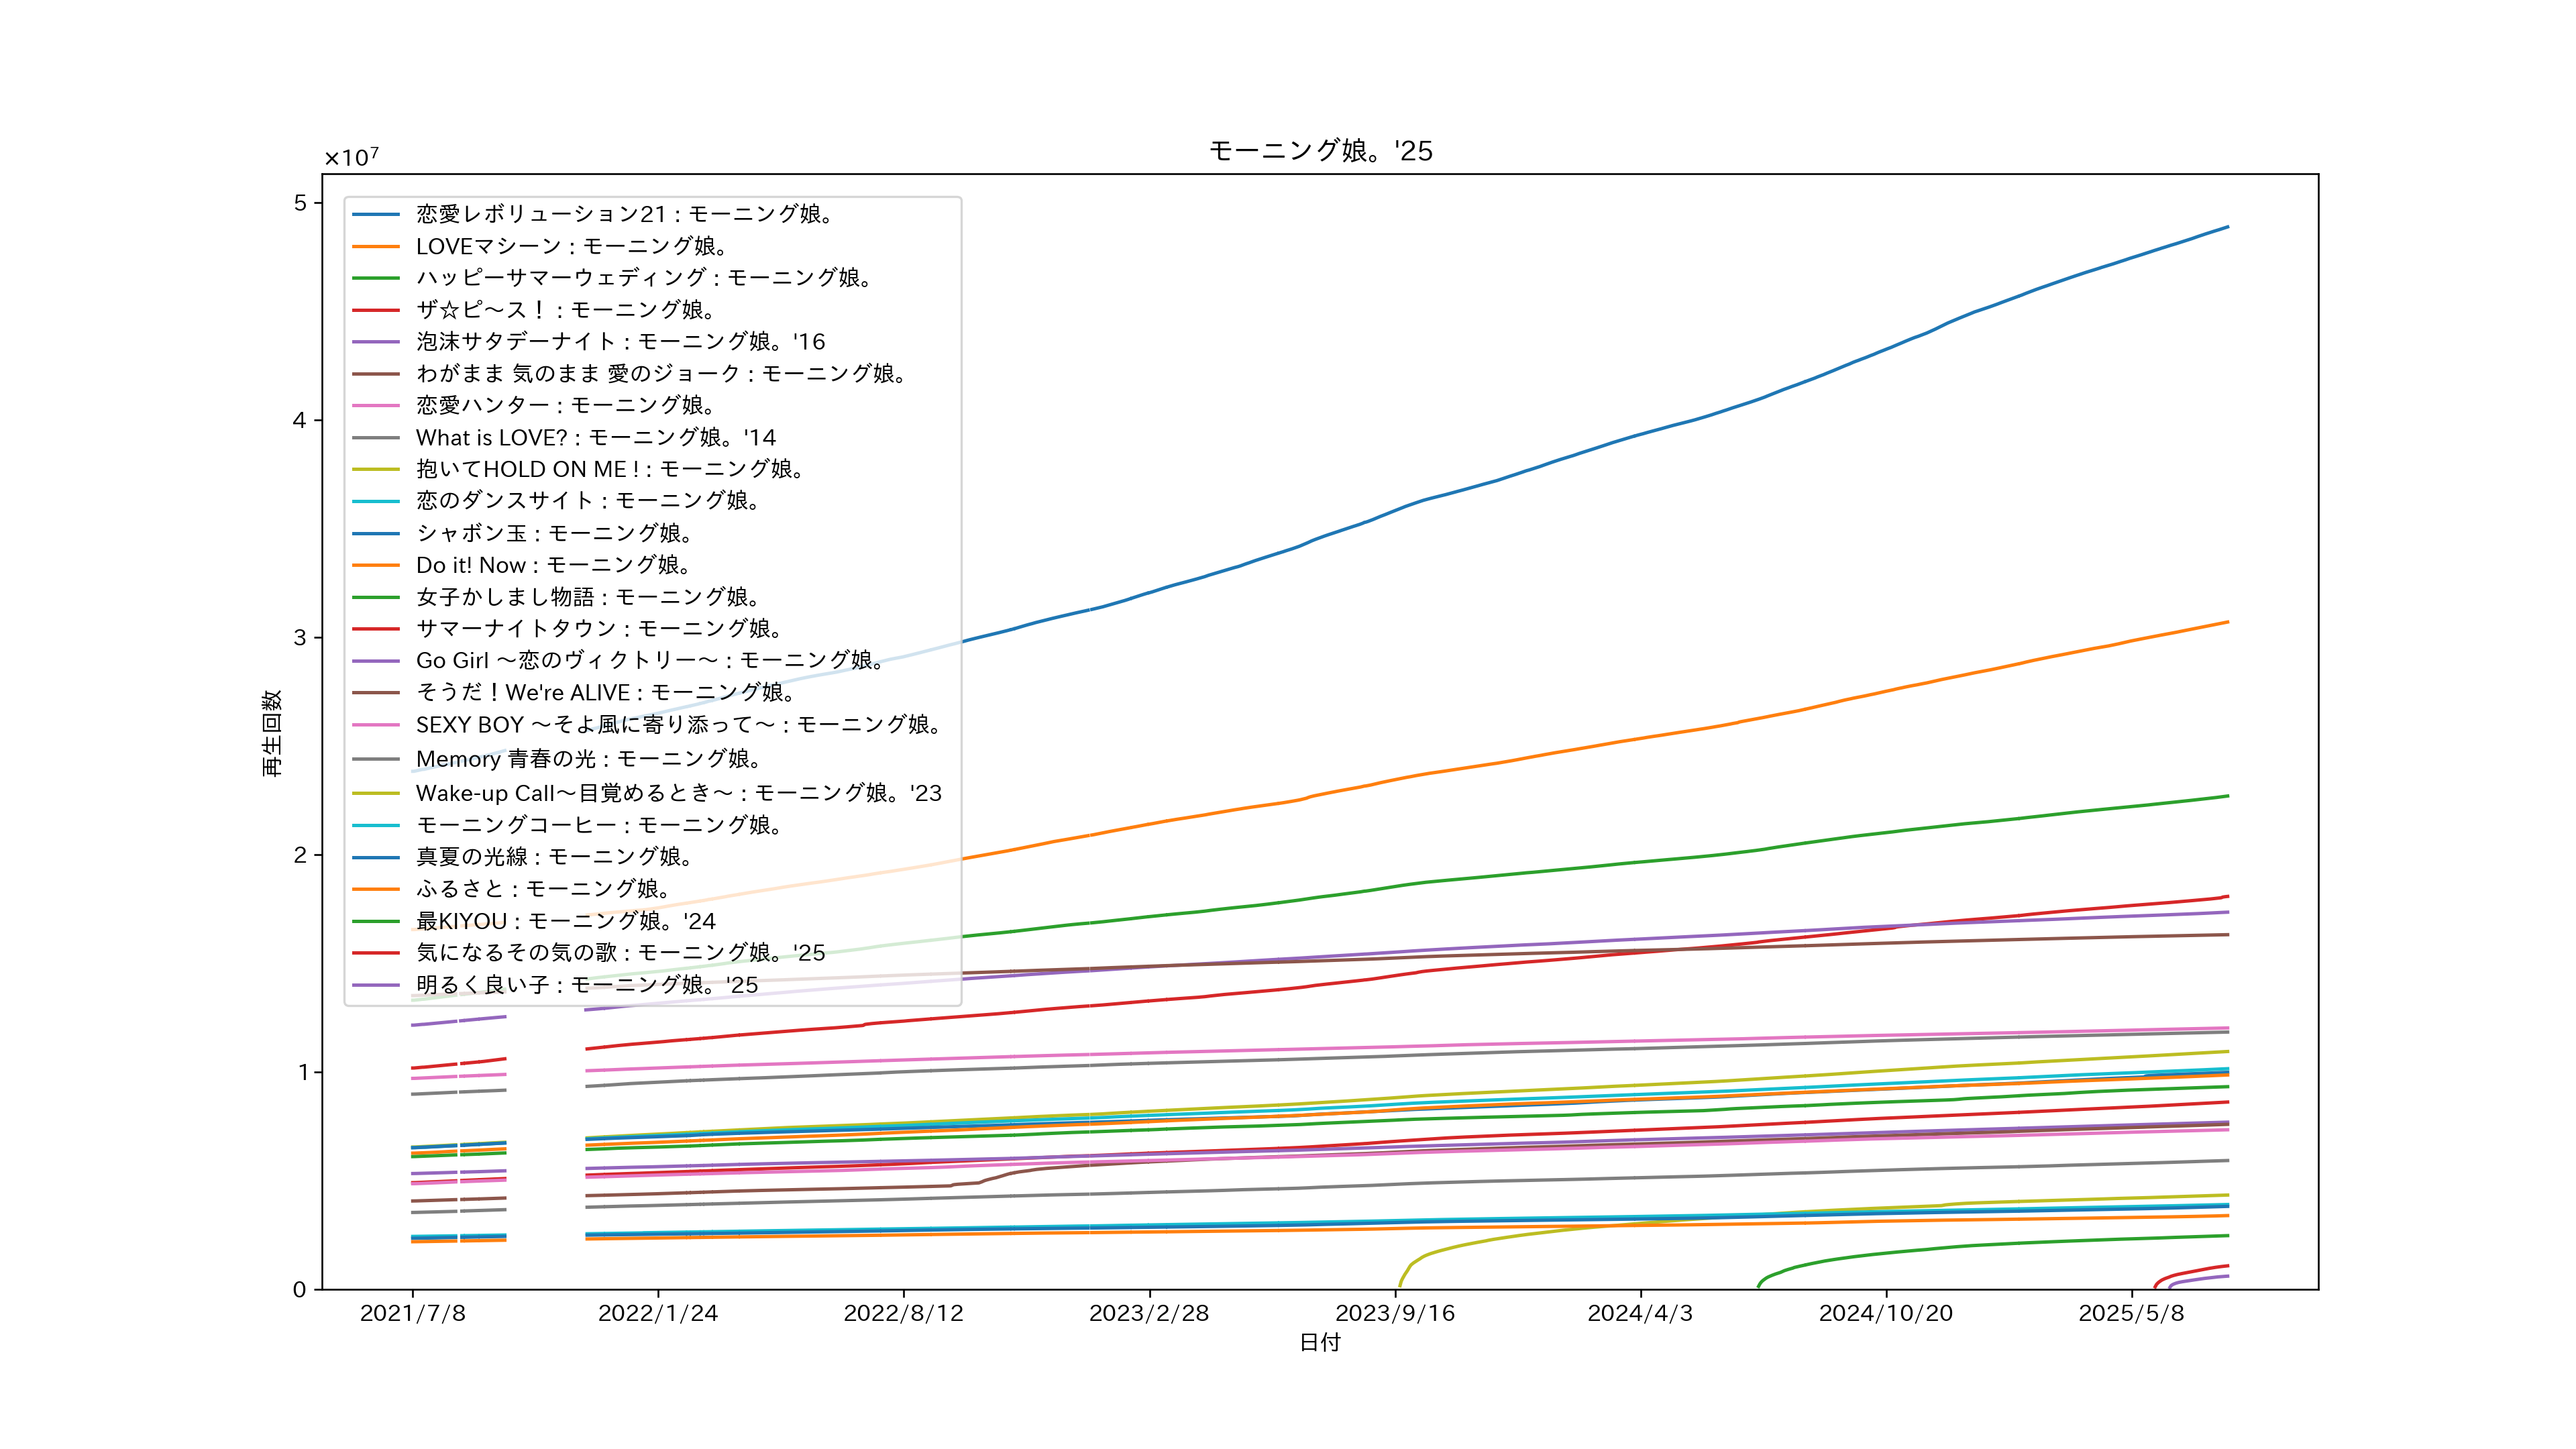 モーニング娘。'25
×10⁷
5
4
3
2
1
0
再生回数
恋愛レボリューション21 : モーニング娘。
LOVEマシーン : モーニング娘。
ハッピーサマーウェディング : モーニング娘。
ザ☆ピ～ス！ : モーニング娘。
泡沫サタデーナイト : モーニング娘。'16
わがまま 気のまま 愛のジョーク : モーニング娘。
恋愛ハンター : モーニング娘。
What is LOVE? : モーニング娘。'14
抱いてHOLD ON ME ! : モーニング娘。
恋のダンスサイト : モーニング娘。
シャボン玉 : モーニング娘。
Do it! Now : モーニング娘。
女子かしまし物語 : モーニング娘。
サマーナイトタウン : モーニング娘。
Go Girl ～恋のヴィクトリー～ : モーニング娘。
そうだ！We're ALIVE : モーニング娘。
SEXY BOY ～そよ風に寄り添って～ : モーニング娘。
Memory 青春の光 : モーニング娘。
Wake-up Call～目覚めるとき～ : モーニング娘。'23
モーニングコーヒー : モーニング娘。
真夏の光線 : モーニング娘。
ふるさと : モーニング娘。
最KIYOU : モーニング娘。'24
気になるその気の歌 : モーニング娘。'25
明るく良い子 : モーニング娘。'25
2021/7/8 2022/1/24 2022/8/12 2023/2/28 2023/9/16 2024/4/3 2024/10/20 2025/5/8
日付